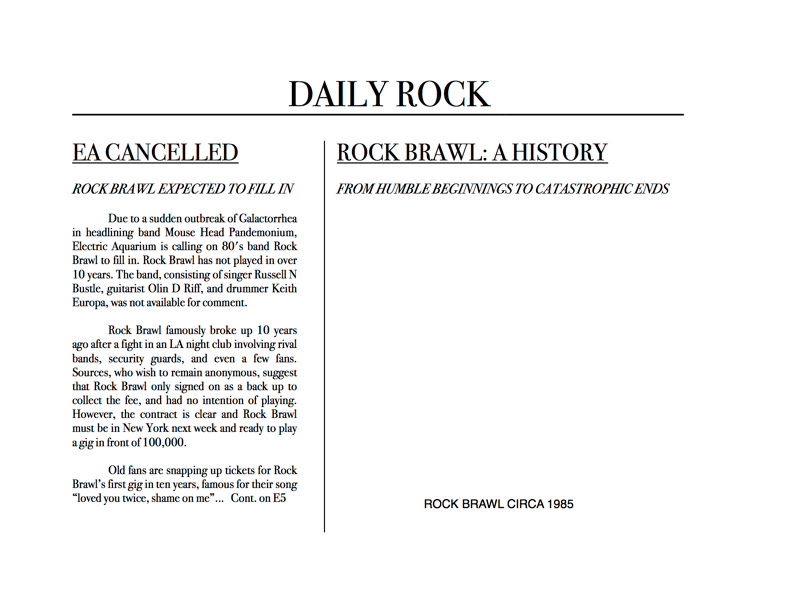 DAILY ROCK
EA CANCELLED
ROCK BRAWL EXPECTED TO FILL IN
Due to a sudden outbreak of Galactorrhea
in headlining band Mouse Head Pandemonium,
Electric Aquarium is calling on 80's band Rock
Brawl to fill in. Rock Brawl has not played in over
10 years. The band, consisting of singer Russell N
Bustle, guitarist Olin D Riff, and drummer Keith
Europa, was not available for comment.
Rock Brawl famously broke up 10 years
ago after a fight in an LA night club involving rival
bands, security guards, and even a few fans.
Sources, who wish to remain anonymous, suggest
that Rock Brawl only signed on as a back up to
collect the fee, and had no intention of playing.
However, the contract is clear and Rock Brawl
must be in New York next week and ready to play
a gig in front of 100,000.
Old fans are snapping up tickets for Rock
Brawl's first gig in ten years, famous for their song
"loved you twice, shame on me"... Cont. on E5
ROCK BRAWL: A HISTORY
FROM HUMBLE BEGINNINGS TO CATASTROPHIC ENDS
ROCK BRAWL CIRCA 1985